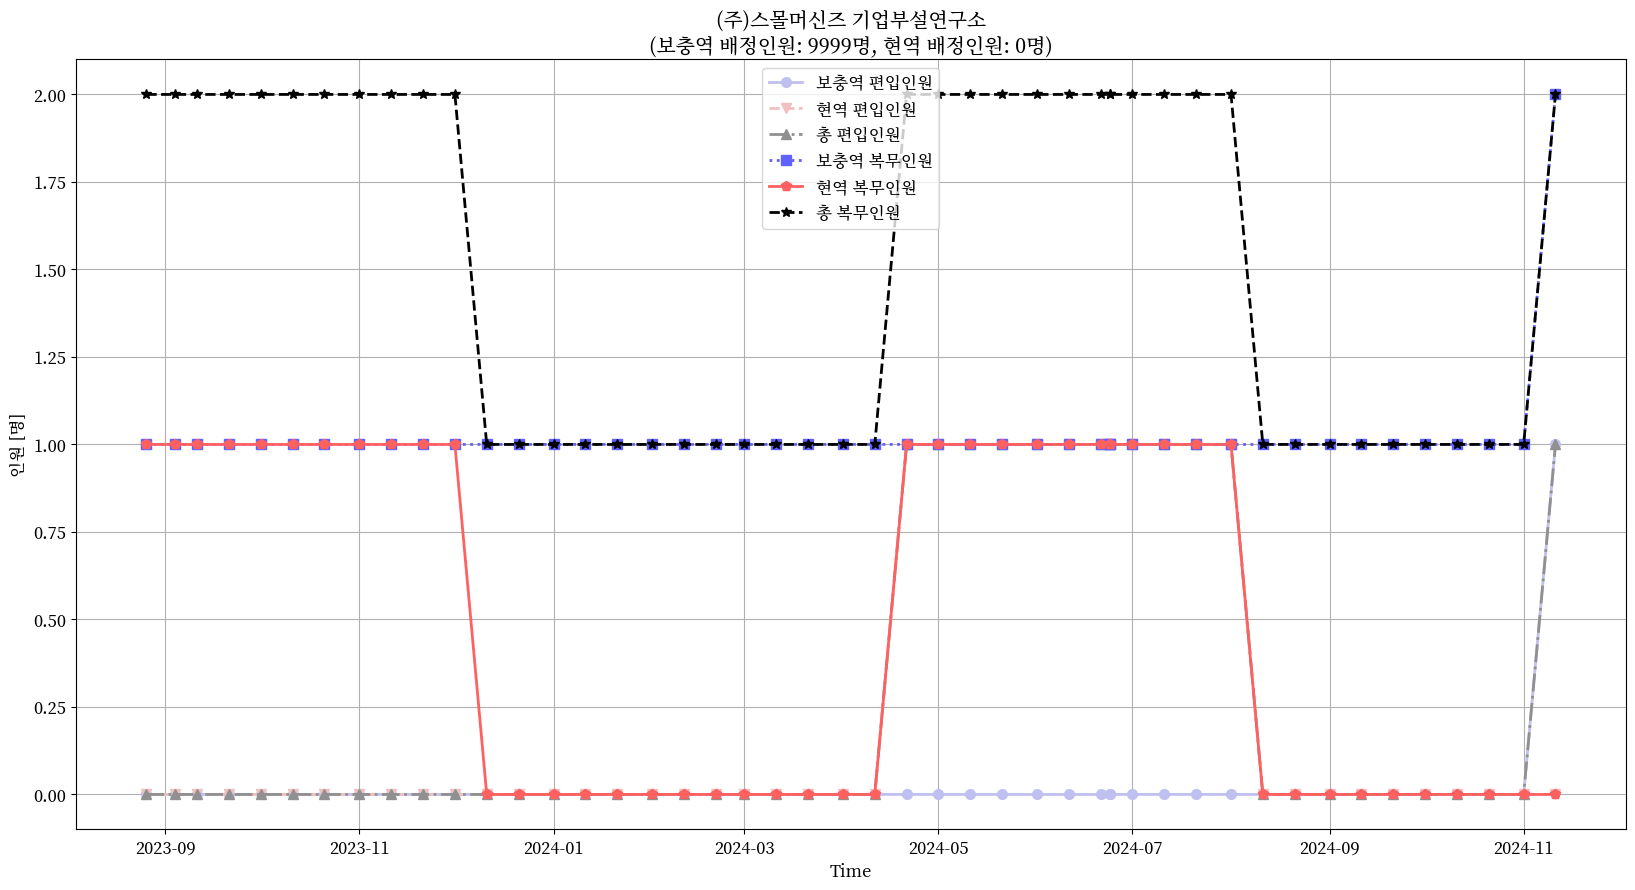 (주)스몰머신즈 기업부설연구소
(보충역 배정인원: 9999명, 현역 배정인원: 0명)
보충역 편입인원
현역 편입인원
총 편입인원
보충역 복무인원
현역 복무인원
총 복무인원
2.00
1.75
1.50
1.25
1.00
0.75
0.50
0.25
0.00
인원 [명]
2023-09 2023-11 2024-01 2024-03 2024-05 2024-07 2024-09 2024-11
Time